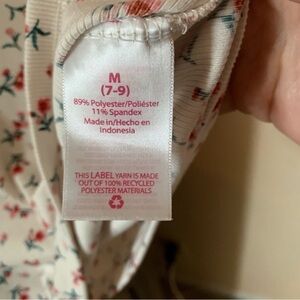 M
(7-9)
89% Polyester/Poliéster
11% Spandex
Made in/Hecho en
Indonesia
THIS LABEL YARN IS MADE
OUT OF 100% RECYCLED
POLYESTER MATERIALS